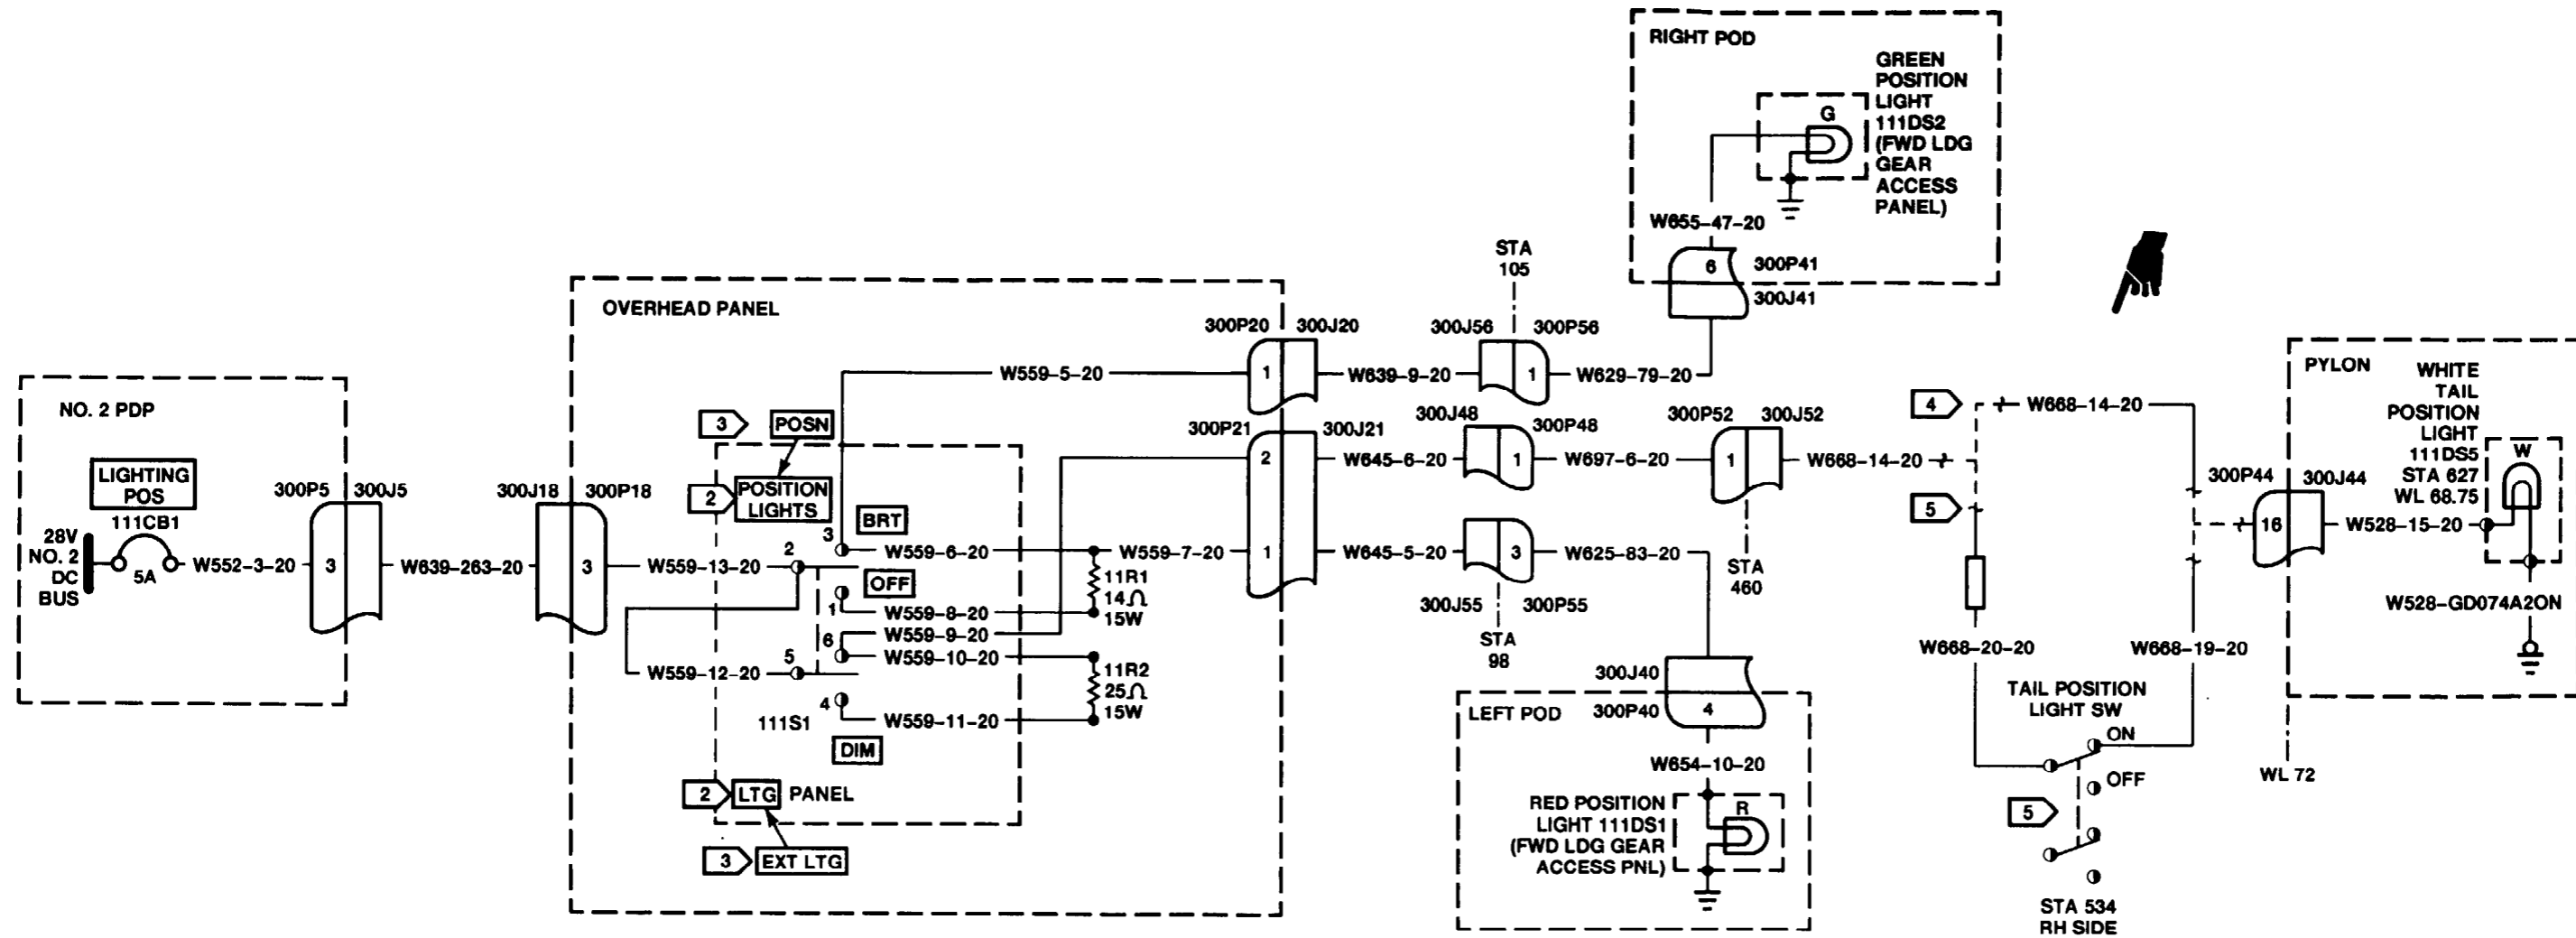 RIGHT POD
GREEN
POSITION
LIGHT
111DS2
(FWD LDG
GEAR
ACCESS
PANEL)
G
W655-47-20
6
300P41
300J41
STA
105
OVERHEAD PANEL
300P20
300J20
300J56
300P56
W559-5-20
1
W639-9-20
1
W629-79-20
PYLON
WHITE
TAIL
POSITION
LIGHT
111DS5
STA 627
WL 68.75
W
NO. 2 PDP
LIGHTING
POS
111CB1
28V
NO. 2
DC
BUS
5A
W552-3-20
300P5
300J5
3
W639-263-20
300J18
300P18
3
W559-13-20
3
POSN
2
POSITION
LIGHTS
BRT
3
2
W559-6-20
W559-7-20
OFF
1
W559-8-20
11R1
14Ω
15W
6
W559-9-20
W559-10-20
5
W559-12-20
4
W559-11-20
11R2
25Ω
15W
111S1
DIM
2
LTG
PANEL
3
EXT LTG
300P21
300J21
2
1
300J48
300P48
W645-6-20
1
W697-6-20
300P52
300J52
1
W668-14-20
STA
460
W645-5-20
3
W625-83-20
300J55
300P55
STA
98
300J40
LEFT POD
300P40
4
W654-10-20
RED POSITION
LIGHT 111DS1
(FWD LDG GEAR
ACCESS PNL)
R
4
W668-14-20
5
W668-20-20
W668-19-20
TAIL POSITION
LIGHT SW
ON
OFF
5
STA 534
RH SIDE
300P44
300J44
16
W528-15-20
W528-GD074A2ON
WL 72